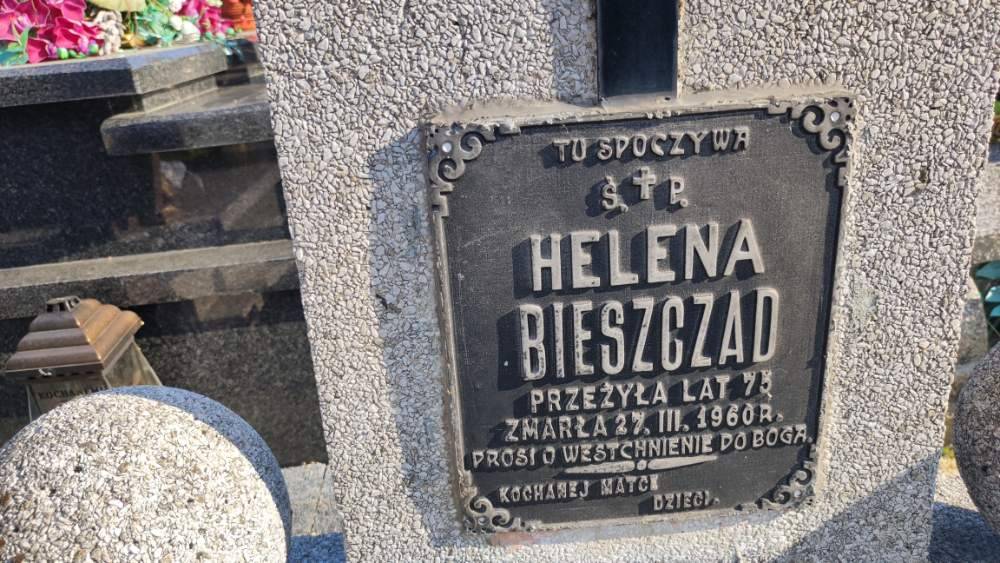 TU SPOCZYWA
Ś. † P.
HELENA
BIESZCZAD
PRZEŻYŁA LAT 75
ZMARŁA 27. III. 1960 R.
PROSI O WESTCHNIENIE DO BOGA.
KOCHANEJ MATCE
DZIECI.